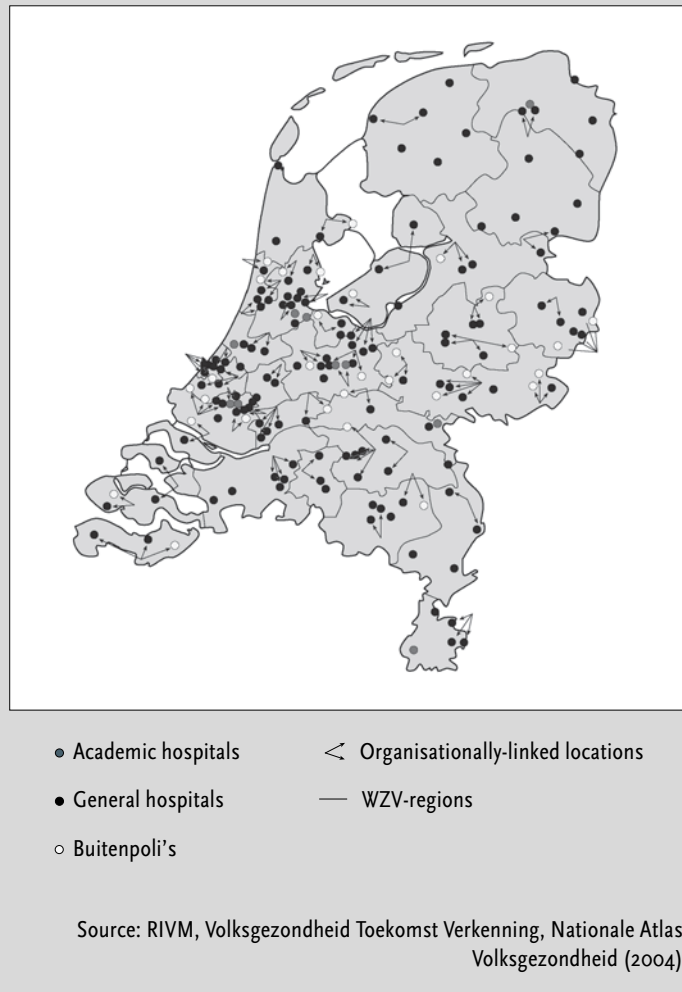 Academic hospitals
Organisationally-linked locations
General hospitals
WZV-regions
Buitenpoli's
Source: RIVM, Volksgezondheid Toekomst Verkenning, Nationale Atlas
Volksgezondheid (2004)